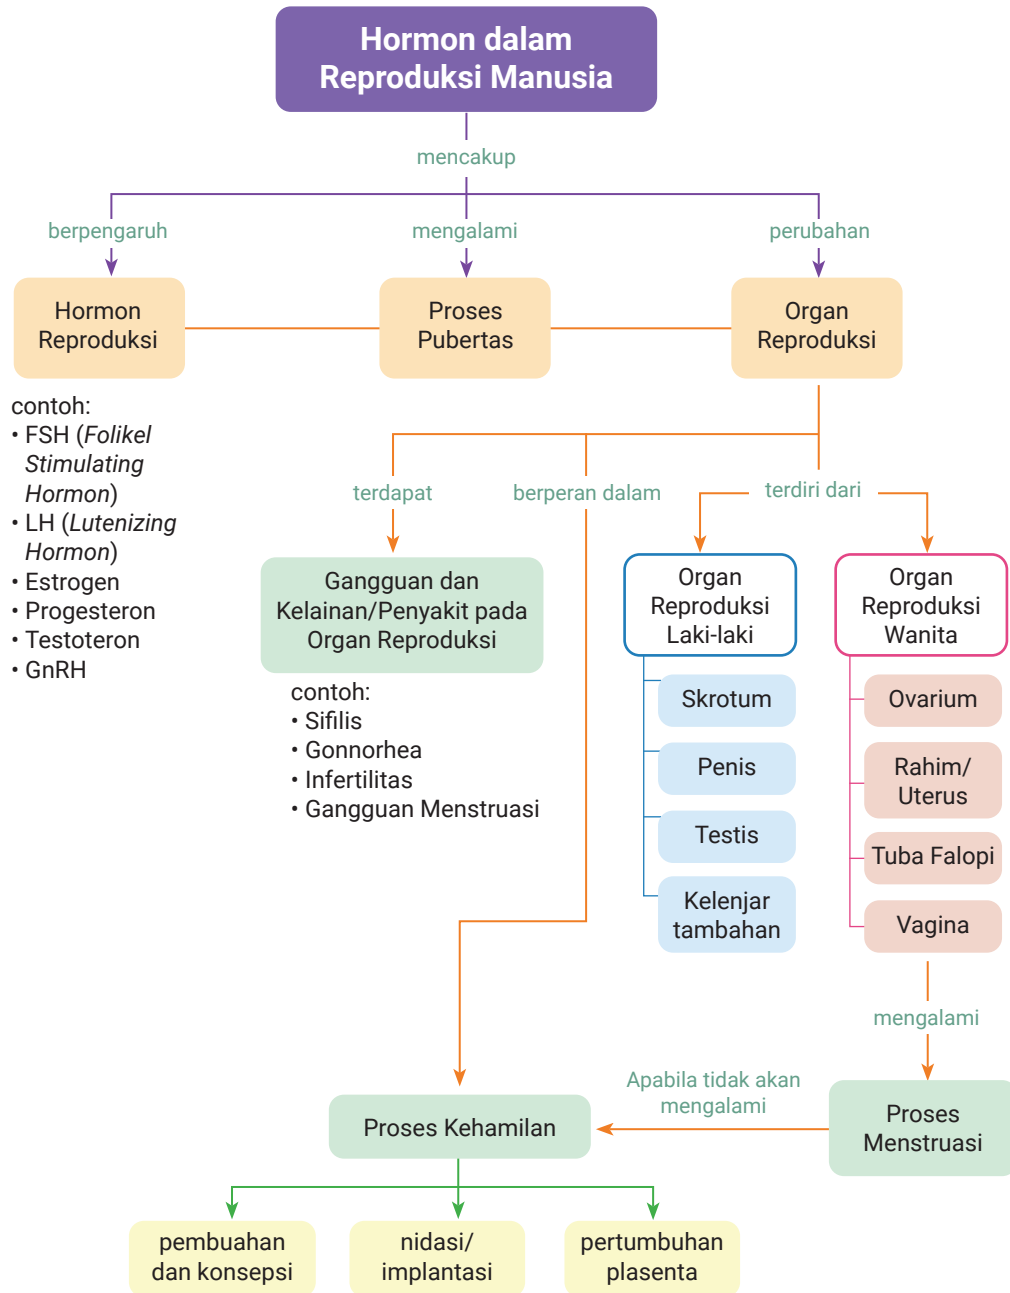 Hormon dalam
Reproduksi Manusia
mencakup
berpengaruh
mengalami
perubahan
Hormon
Reproduksi
Proses
Pubertas
Organ
Reproduksi
contoh:
• FSH (Folikel
Stimulating
Hormon)
• LH (Lutenizing
Hormon)
• Estrogen
• Progesteron
• Testoteron
• GnRH
terdapat
berperan dalam
terdiri dari
Gangguan dan
Kelainan/Penyakit pada
Organ Reproduksi
contoh:
• Sifilis
• Gonnorhea
• Infertilitas
• Gangguan Menstruasi
Organ
Reproduksi
Laki-laki
Skrotum
Penis
Testis
Kelenjar
tambahan
Organ
Reproduksi
Wanita
Ovarium
Rahim/
Uterus
Tuba Falopi
Vagina
mengalami
Proses
Menstruasi
Apabila tidak akan
mengalami
Proses Kehamilan
pembuahan
dan konsepsi
nidasi/
implantasi
pertumbuhan
plasenta